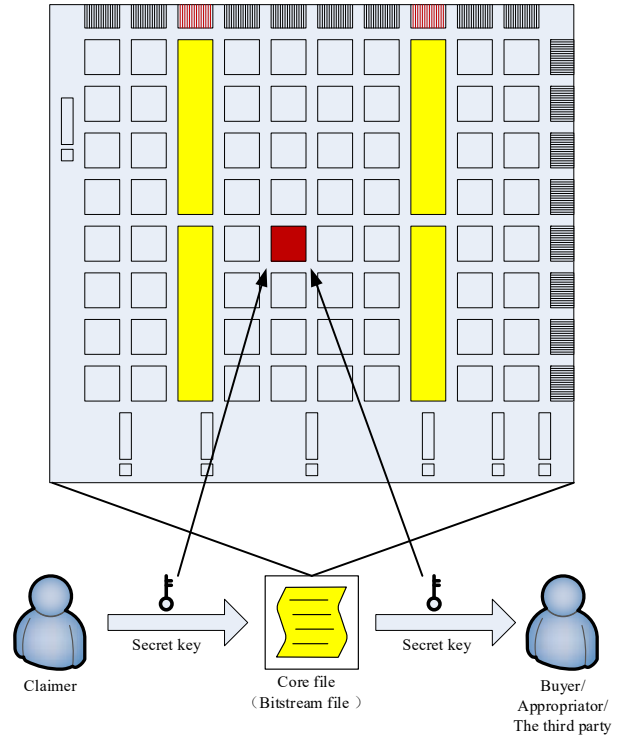 Secret key
Secret key
Claimer
Core file
（Bitstream file ）
Buyer/
Appropriator/
The third party